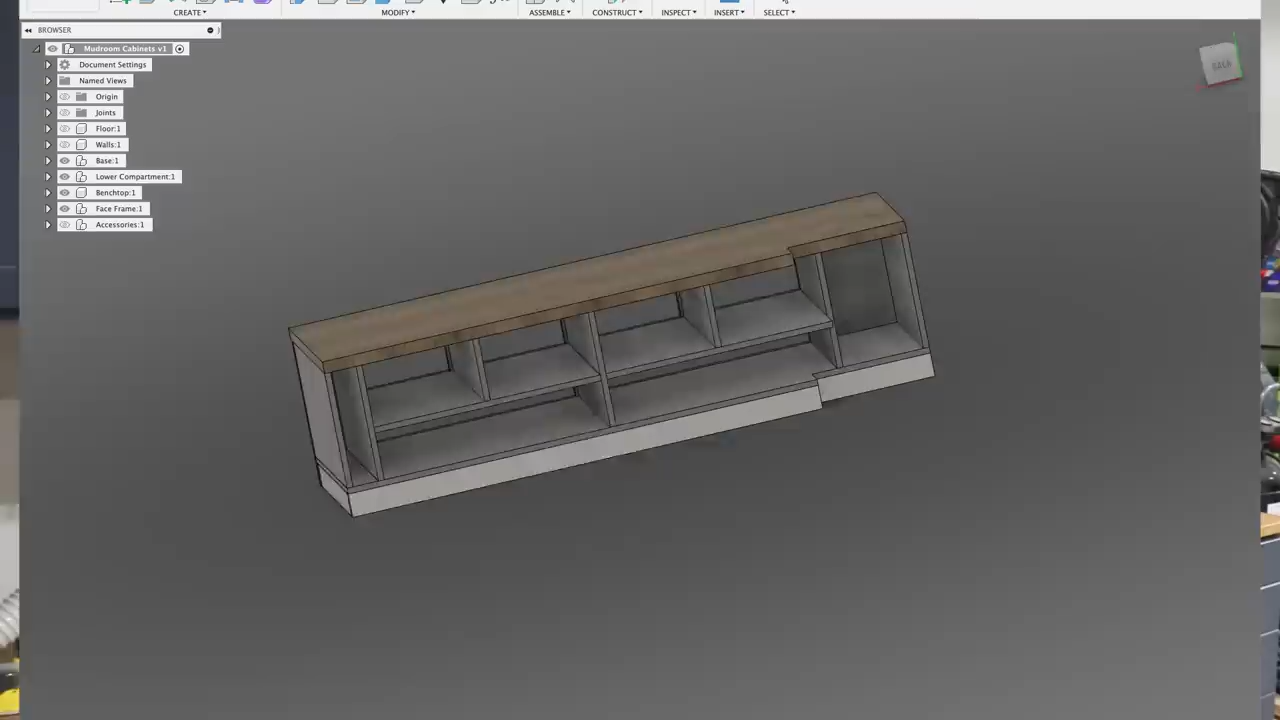 CREATE▾ MODIFY▾ ASSEMBLE▾ CONSTRUCT▾ INSPECT▾ INSERT▾ SELECT▾
BROWSER
Mudroom Cabinets v1
Document Settings
Named Views
Origin
Joints
Floor:1
Walls:1
Base:1
Lower Compartment:1
Benchtop:1
Face Frame:1
Accessories:1
BACK